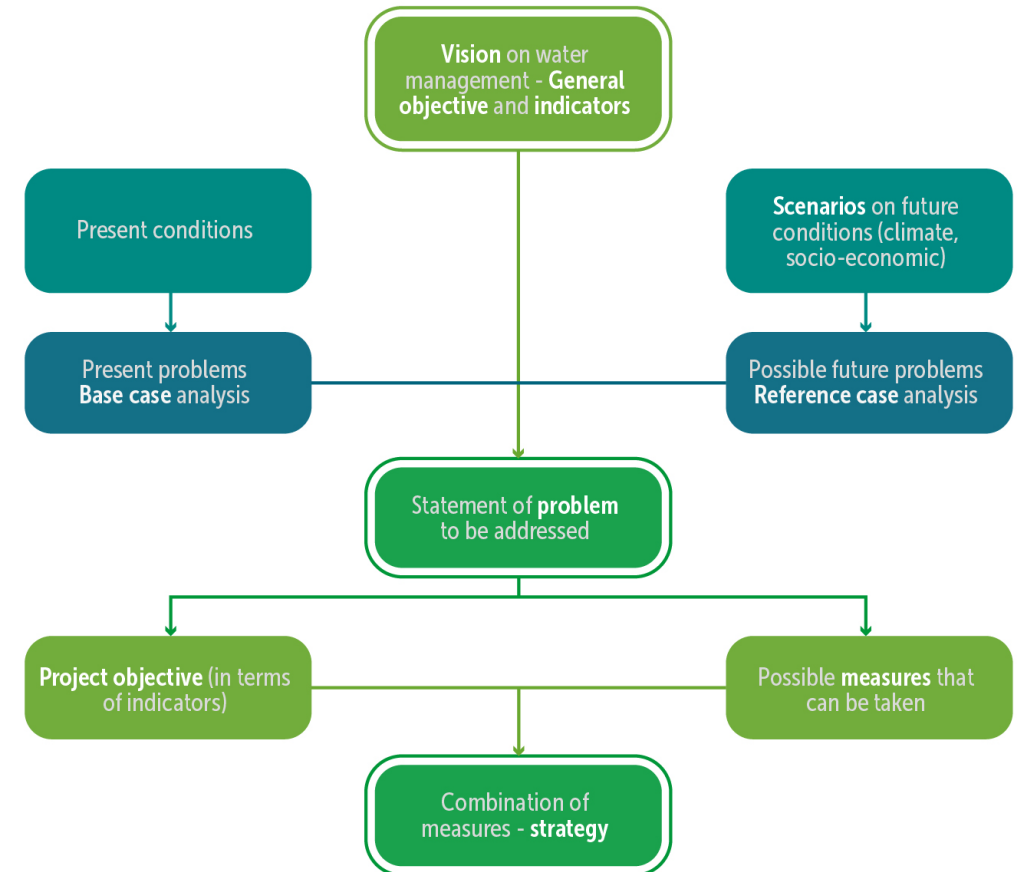 Vision on water
management - General
objective and indicators
Present conditions
Scenarios on future
conditions (climate,
socio-economic)
Present problems
Base case analysis
Possible future problems
Reference case analysis
Statement of problem
to be addressed
Project objective (in terms
of indicators)
Possible measures that
can be taken
Combination of
measures - strategy